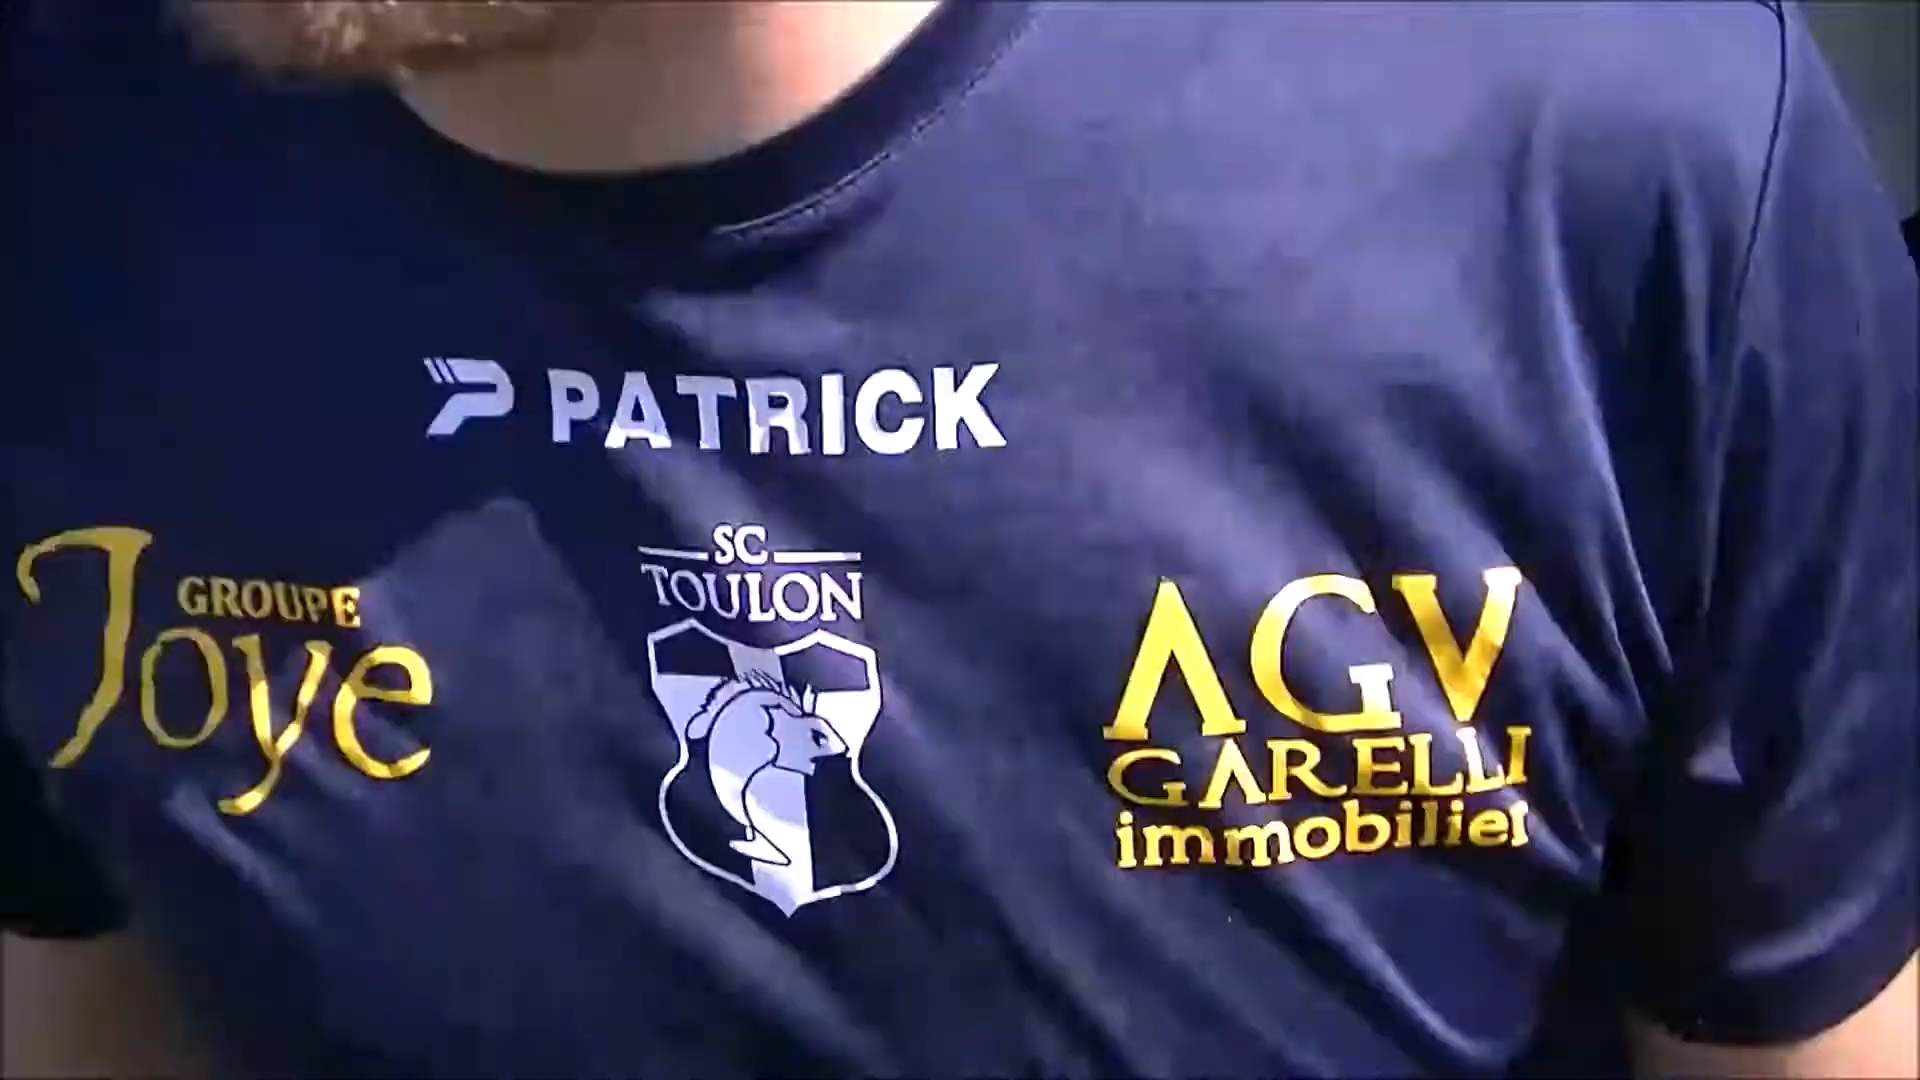 PATRICK
GROUPE
Joye
SC
TOULON
AGV
GARELLI
immobilier